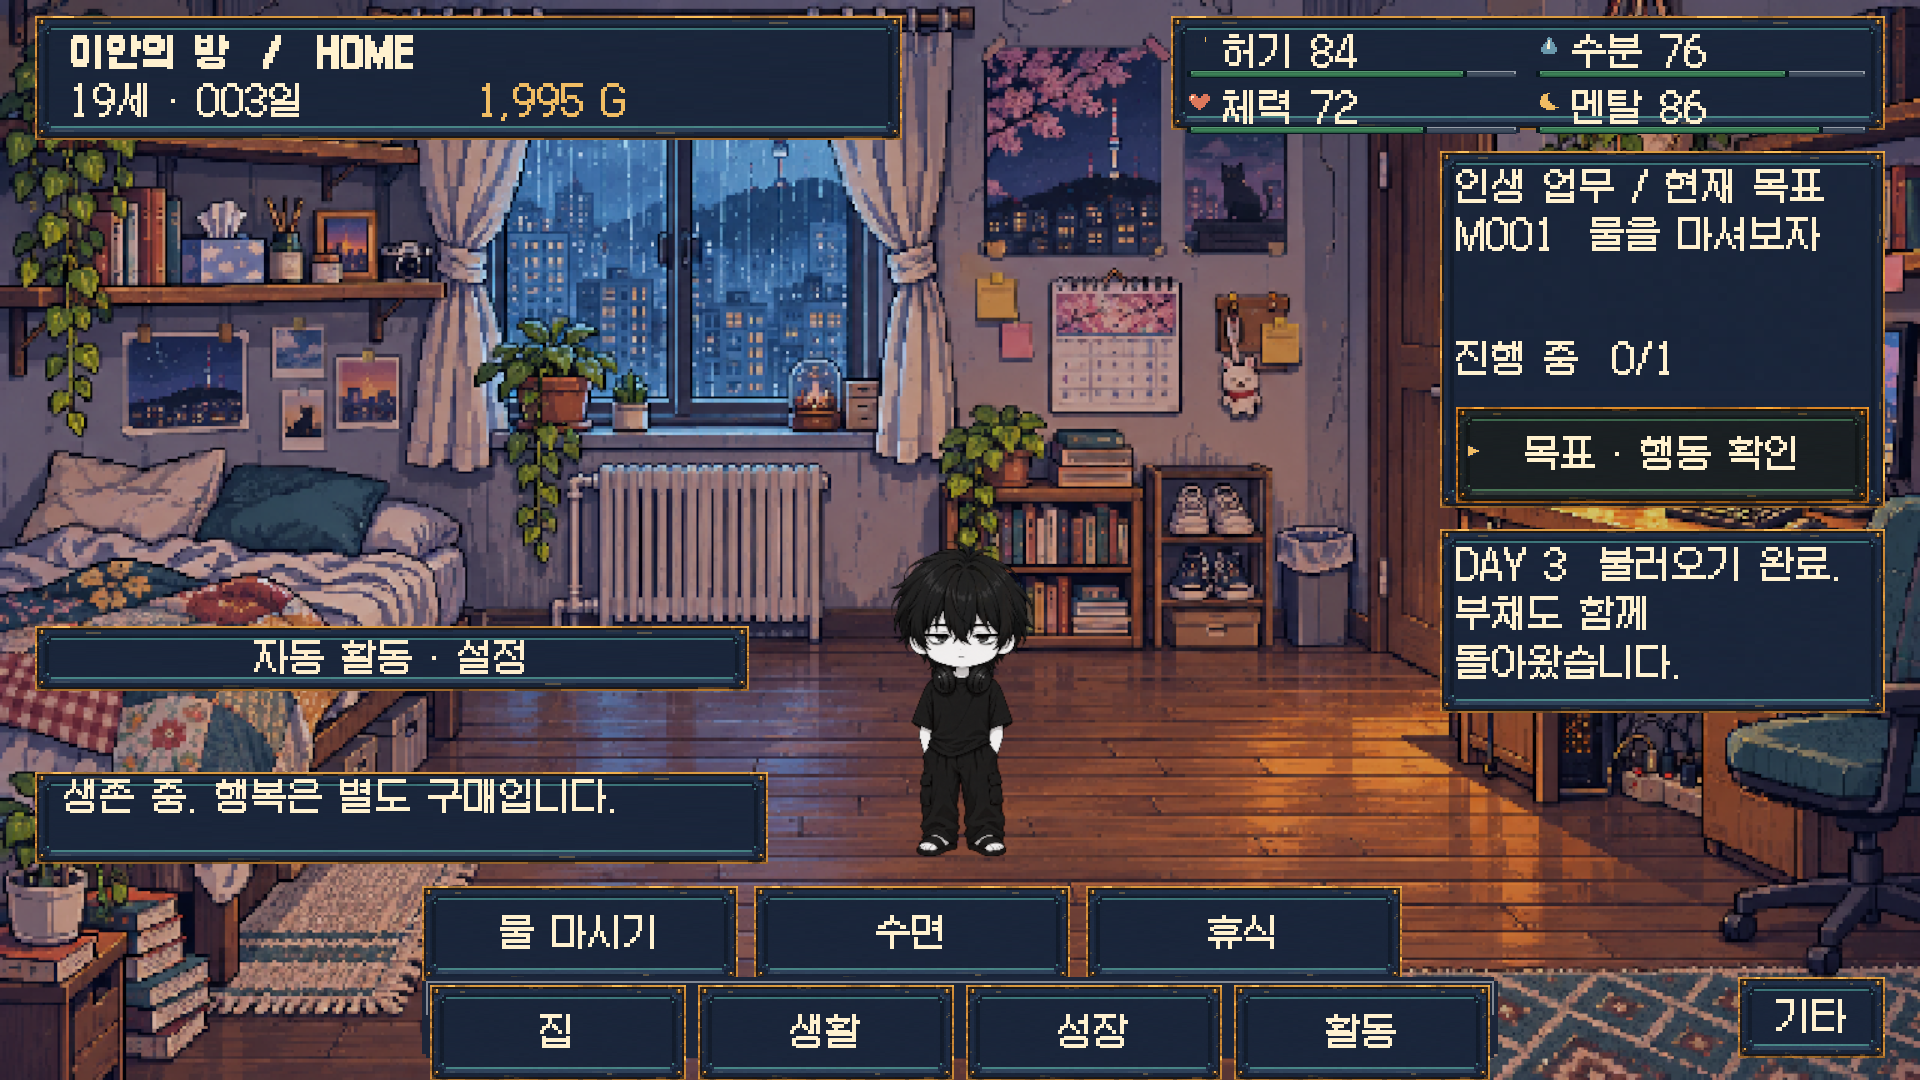 이안의 방 / HOME
19세 · 003일 1,995 G
허기 84 수분 76
체력 72 멘탈 86
인생 업무 / 현재 목표
M001 물을 마셔보자
진행 중 0/1
목표 · 행동 확인
DAY 3 불러오기 완료.
부채도 함께
돌아왔습니다.
자동 활동 · 설정
생존 중. 행복은 별도 구매입니다.
물 마시기 수면 휴식
집 생활 성장 활동 기타